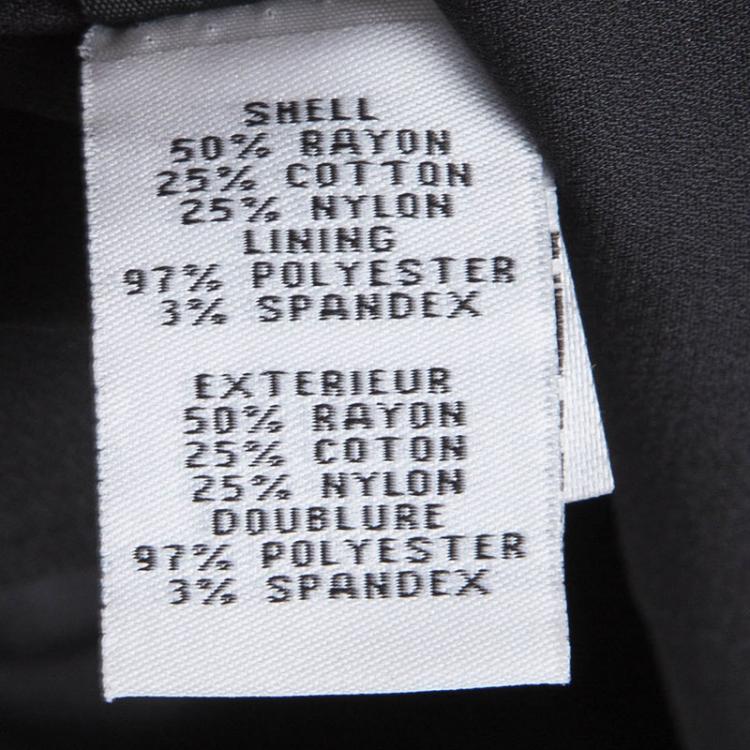 SHELL
50% RAYON
25% COTTON
25% NYLON
LINING
97% POLYESTER
3% SPANDEX
EXTERIEUR
50% RAYON
25% COTON
25% NYLON
DOUBLURE
97% POLYESTER
3% SPANDEX